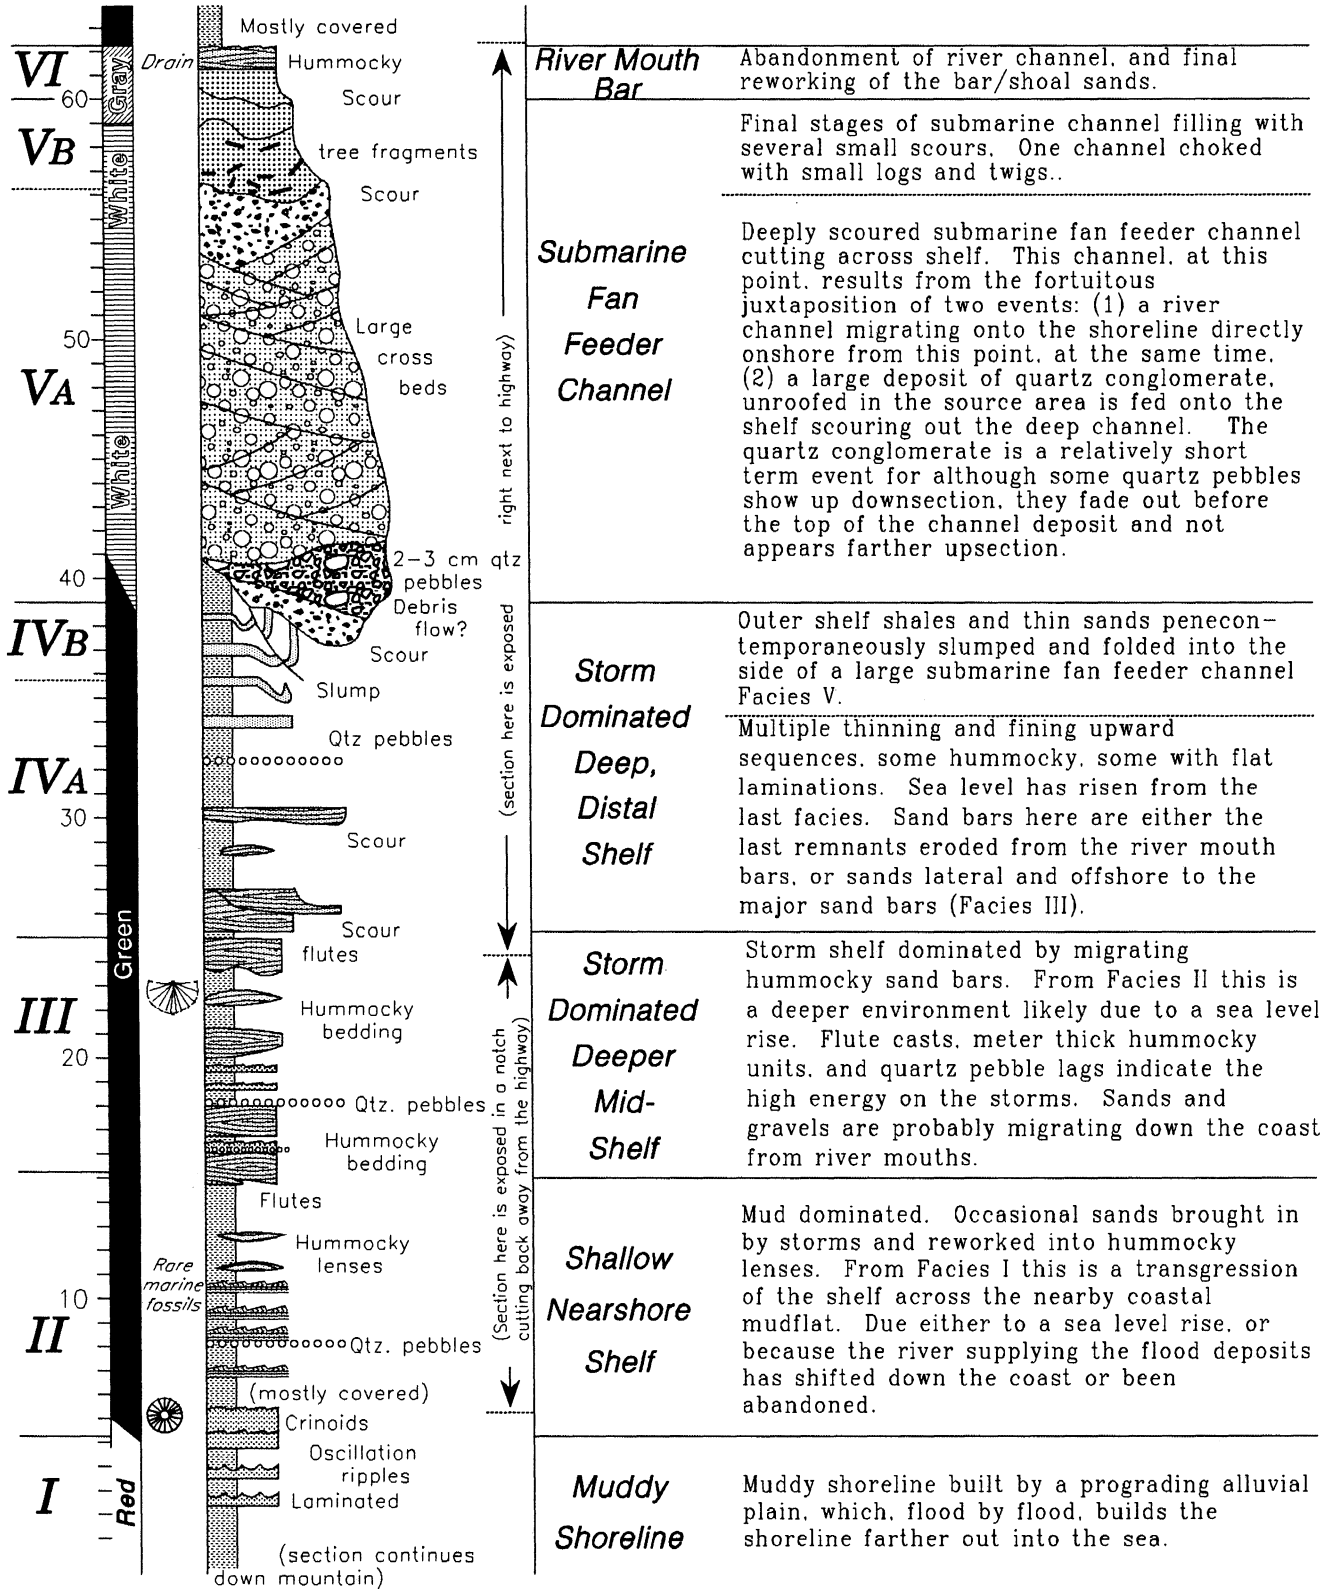 Mostly covered
VI
Gray
Drain
Hummocky
60
Scour
VB
White
tree fragments
Scour
50
VA
Large
cross
beds
White
2-3 cm qtz
pebbles
40
Debris
flow?
IVB
Scour
Slump
Qtz pebbles
IVA
30
Scour
Green
Scour
flutes
III
Hummocky
bedding
20
Qtz. pebbles
Hummocky
bedding
Flutes
Hummocky
lenses
Rare
marine
fossils
10
II
Qtz. pebbles
(mostly covered)
Crinoids
Oscillation
ripples
I
Red
Laminated
(section continues
down mountain)
(section here is exposed
right next to highway)
(Section here is exposed in a notch
cutting back away from the highway)
River Mouth
Bar
Abandonment of river channel, and final
reworking of the bar/shoal sands.
Submarine
Fan
Feeder
Channel
Final stages of submarine channel filling with
several small scours. One channel choked
with small logs and twigs..
Deeply scoured submarine fan feeder channel
cutting across shelf. This channel, at this
point, results from the fortuitous
juxtaposition of two events: (1) a river
channel migrating onto the shoreline directly
onshore from this point, at the same time,
(2) a large deposit of quartz conglomerate,
unroofed in the source area is fed onto the
shelf scouring out the deep channel. The
quartz conglomerate is a relatively short
term event for although some quartz pebbles
show up downsection, they fade out before
the top of the channel deposit and not
appears farther upsection.
Storm
Dominated
Deep,
Distal
Shelf
Outer shelf shales and thin sands penecon-
temporaneously slumped and folded into the
side of a large submarine fan feeder channel
Facies V.
Multiple thinning and fining upward
sequences, some hummocky, some with flat
laminations. Sea level has risen from the
last facies. Sand bars here are either the
last remnants eroded from the river mouth
bars, or sands lateral and offshore to the
major sand bars (Facies III).
Storm
Dominated
Deeper
Mid-
Shelf
Storm shelf dominated by migrating
hummocky sand bars. From Facies II this is
a deeper environment likely due to a sea level
rise. Flute casts, meter thick hummocky
units, and quartz pebble lags indicate the
high energy on the storms. Sands and
gravels are probably migrating down the coast
from river mouths.
Shallow
Nearshore
Shelf
Mud dominated. Occasional sands brought in
by storms and reworked into hummocky
lenses. From Facies I this is a transgression
of the shelf across the nearby coastal
mudflat. Due either to a sea level rise, or
because the river supplying the flood deposits
has shifted down the coast or been
abandoned.
Muddy
Shoreline
Muddy shoreline built by a prograding alluvial
plain, which, flood by flood, builds the
shoreline farther out into the sea.